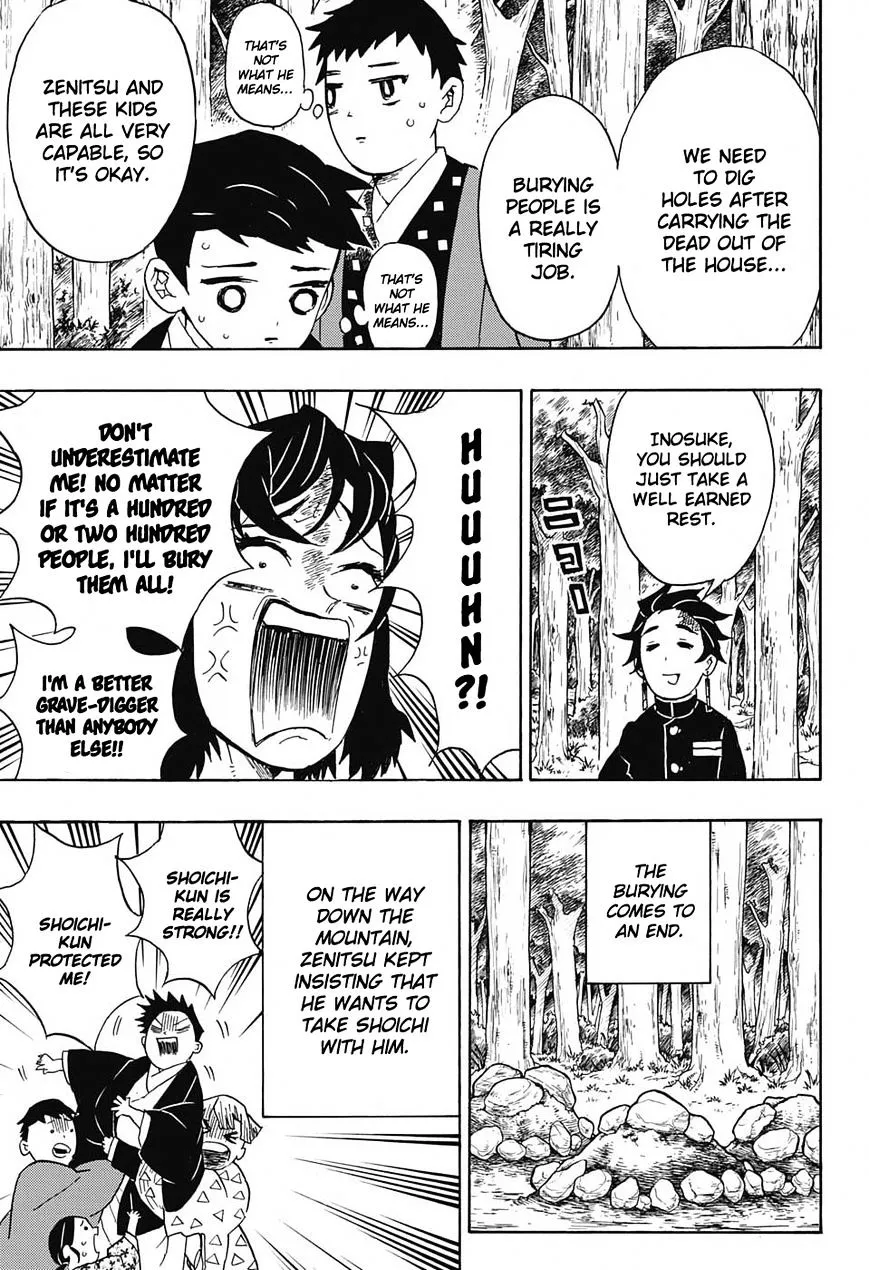 WE NEED
TO DIG
HOLES AFTER
CARRYING THE
DEAD OUT OF
THE HOUSE...
BURYING
PEOPLE IS
A REALLY
TIRING
JOB.
THAT'S
NOT
WHAT HE
MEANS...
ZENITSU AND
THESE KIDS
ARE ALL VERY
CAPABLE, SO
IT'S OKAY.
THAT'S
NOT
WHAT HE
MEANS...
INOSUKE,
YOU SHOULD
JUST TAKE A
WELL EARNED
REST.
HUUUHN?!
DON'T
UNDERESTIMATE
ME! NO MATTER
IF IT'S A HUNDRED
OR TWO HUNDRED
PEOPLE, I'LL BURY
THEM ALL!
I'M A BETTER
GRAVE-DIGGER
THAN ANYBODY
ELSE!!
THE
BURYING
COMES TO
AN END.
ON THE WAY
DOWN THE
MOUNTAIN,
ZENITSU KEPT
INSISTING THAT
HE WANTS TO
TAKE SHOICHI
WITH HIM.
SHOICHI-
KUN IS
REALLY
STRONG!!
SHOICHI-
KUN
PROTECTED
ME!